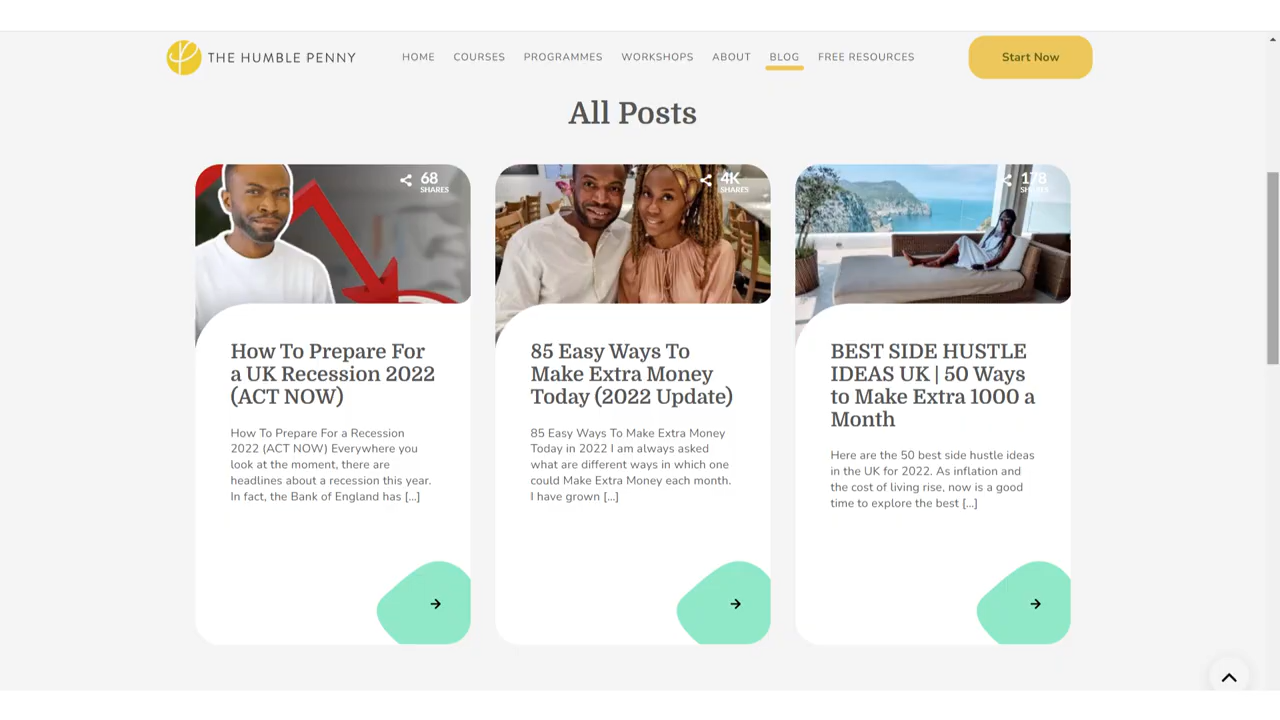 THE HUMBLE PENNY
HOME COURSES PROGRAMMES WORKSHOPS ABOUT BLOG FREE RESOURCES
Start Now
All Posts
68
SHARES
How To Prepare For
a UK Recession 2022
(ACT NOW)
How To Prepare For a Recession
2022 (ACT NOW) Everywhere you
look at the moment, there are
headlines about a recession this year.
In fact, the Bank of England has [...]
4K
SHARES
85 Easy Ways To
Make Extra Money
Today (2022 Update)
85 Easy Ways To Make Extra Money
Today in 2022 I am always asked
what are different ways in which one
could Make Extra Money each month.
I have grown [...]
178
SHARES
BEST SIDE HUSTLE
IDEAS UK | 50 Ways
to Make Extra 1000 a
Month
Here are the 50 best side hustle ideas
in the UK for 2022. As inflation and
the cost of living rise, now is a good
time to explore the best [...]